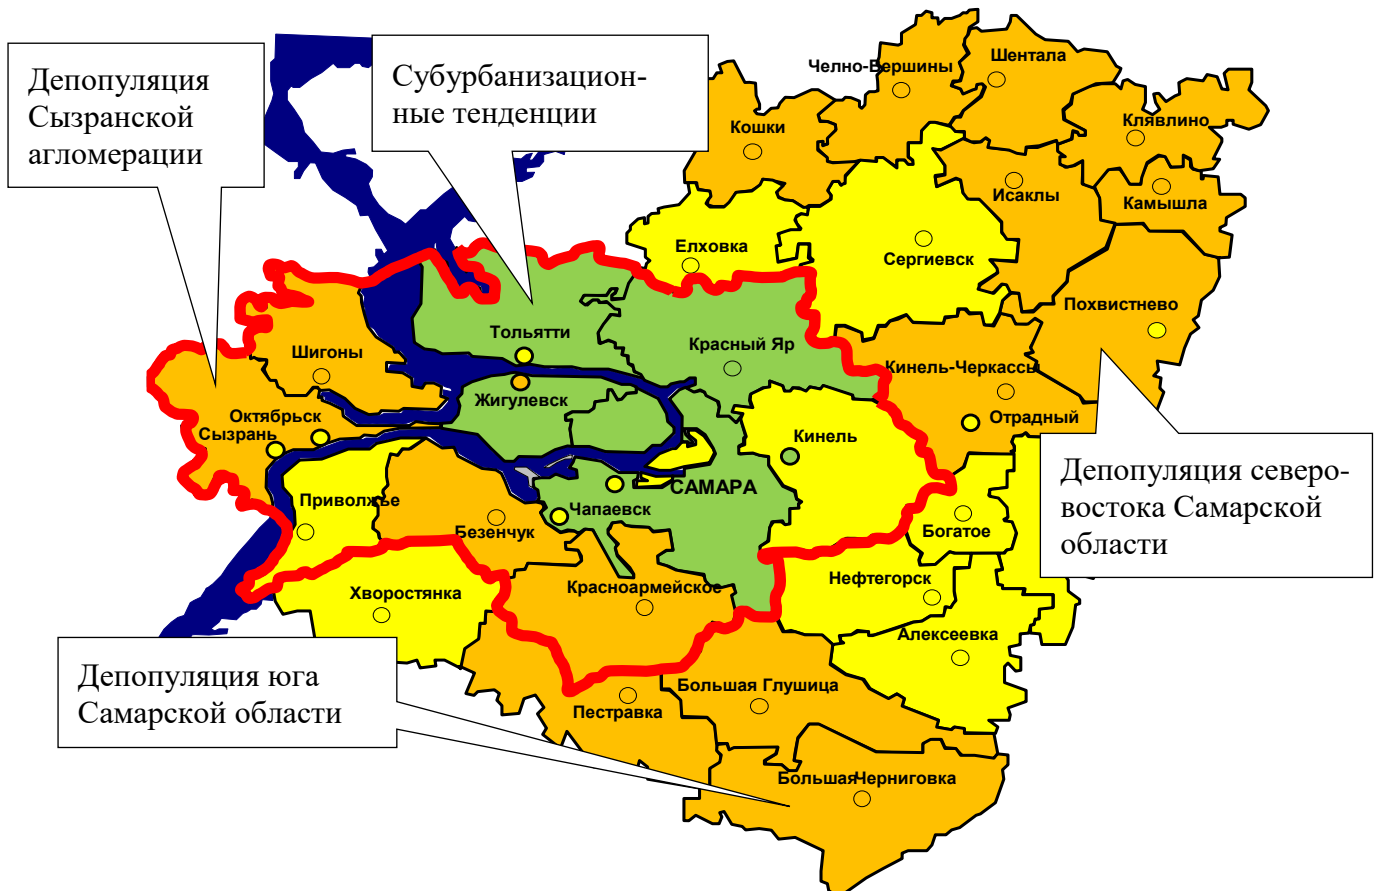 Депопуляция
Сызранской
агломерации
Субурбанизацион-
ные тенденции
Челно-Вершины
Шентала
Кошки
Клявлино
Исаклы
Камышла
Елховка
Сергиевск
Похвистнево
Тольятти
Красный Яр
Шигоны
Кинель-Черкассы
Жигулевск
Октябрьск
Отрадный
Сызрань
Кинель
Депопуляция северо-
востока Самарской
области
САМАРА
Приволжье
Чапаевск
Безенчук
Богатое
Нефтегорск
Красноармейское
Хворостянка
Алексеевка
Депопуляция юга
Самарской области
Большая Глушица
Пестравка
БольшаяЧерниговка